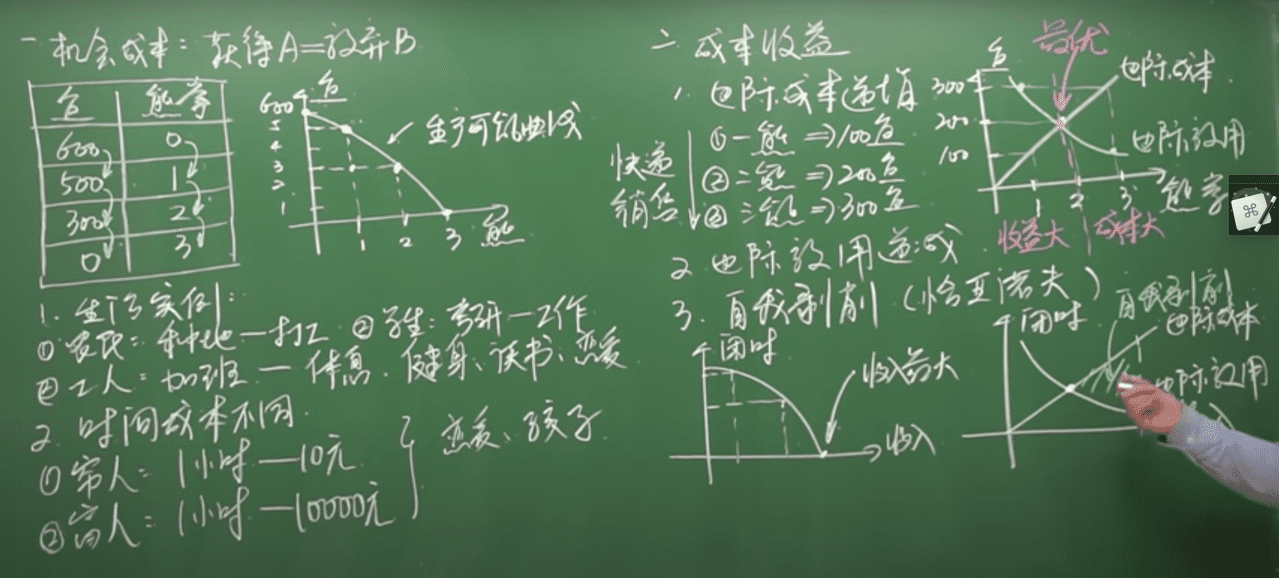 一 机会成本：获得A=放弃B
鱼 熊掌
600 0
500 1
300 2
0 3
鱼
600
5
4
3
2
1
1 2 3 熊
生产可能曲线
1. 生活实例：
① 农民：种地—打工 ② 学生：考研—工作
② 工人：加班—休息、健身、读书、恋爱
2. 时间成本不同
① 穷人：1小时—10元
② 富人：1小时—10000元
恋爱、孩子
二 成本收益
1. 边际成本递增
快递
销售
① 一熊⇒100鱼
② 二熊⇒200鱼
③ 三熊⇒300鱼
2. 边际效用递减
3. 自我剥削（恰亚诺夫）
鱼
300
200
100
1 2 3 熊掌
最优
边际成本
边际效用
收益大 成本大
闭时
收入最大
收入
闭时
自我剥削
边际成本
边际效用